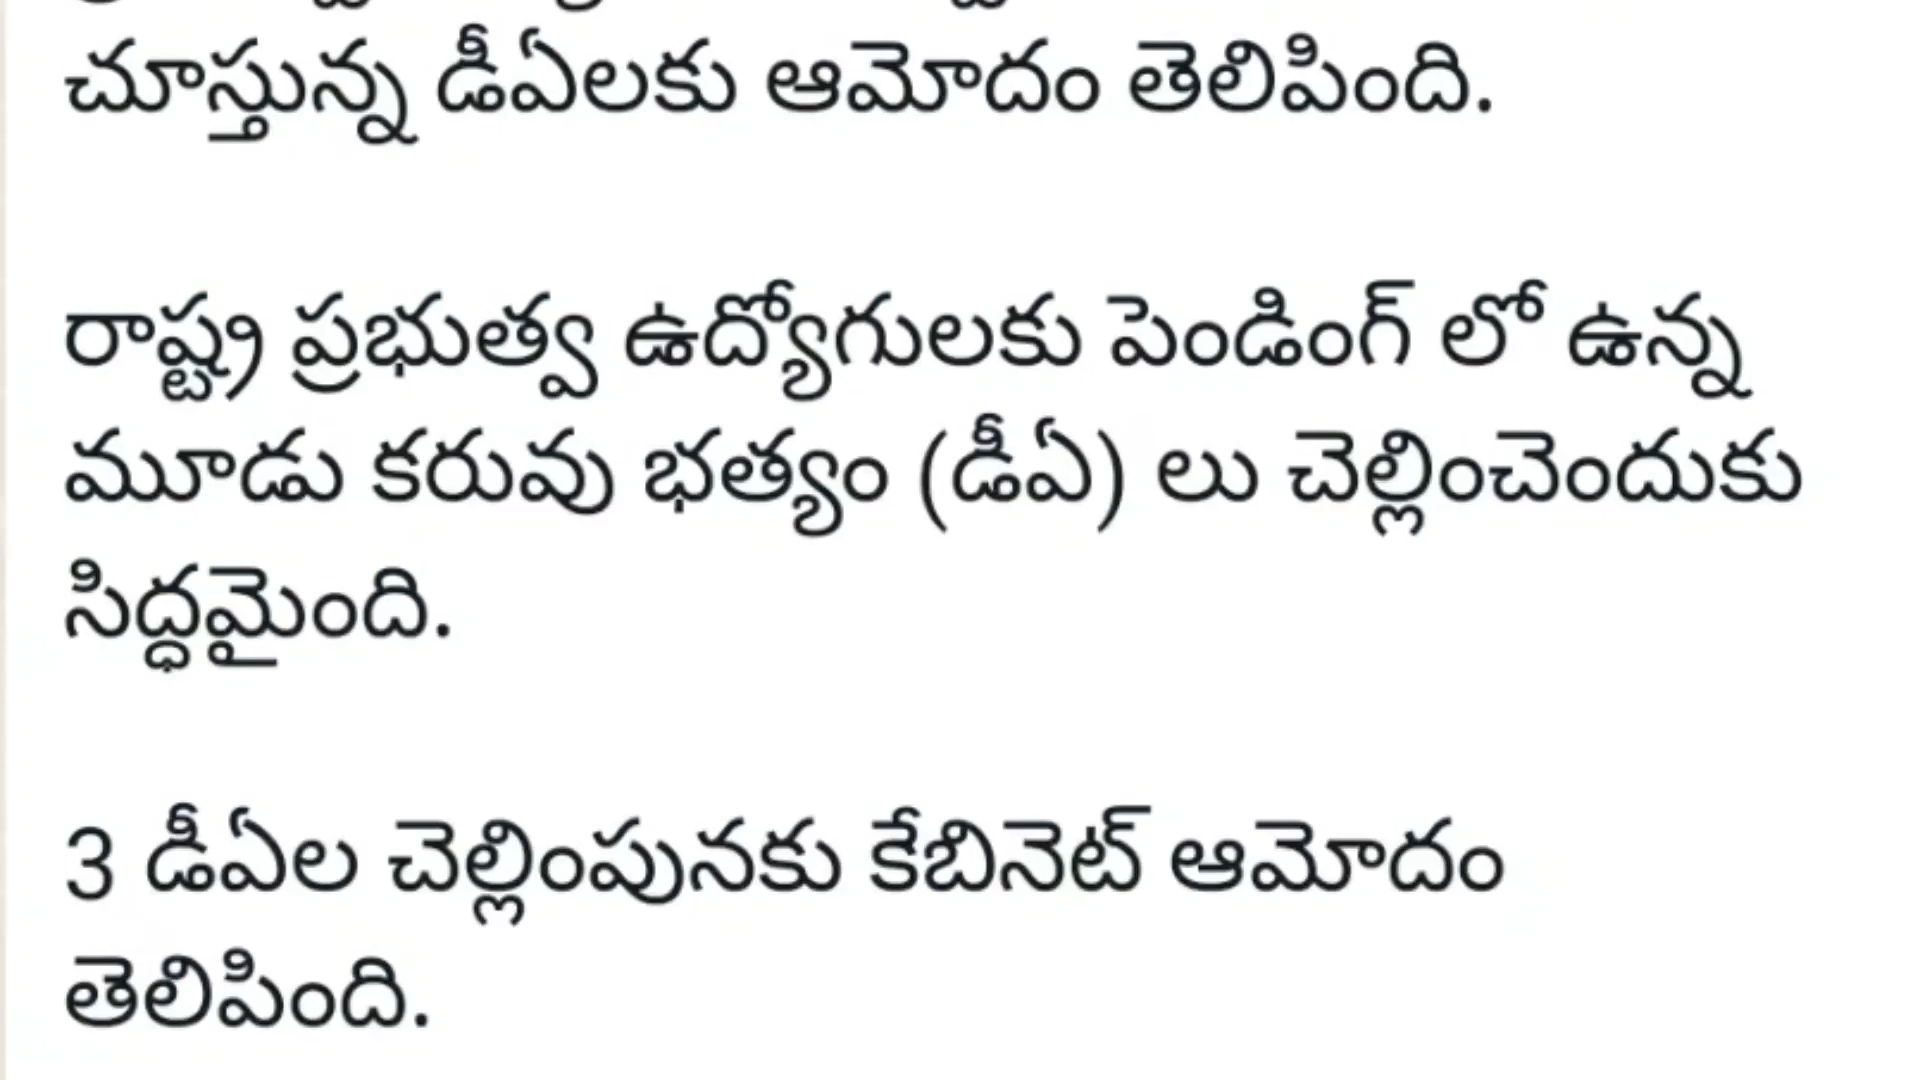 చూస్తున్న డీఏలకు ఆమోదం తెలిపింది.
రాష్ట్ర ప్రభుత్వ ఉద్యోగులకు పెండింగ్ లో ఉన్న
మూడు కరువు భత్యం (డీఏ) లు చెల్లించెందుకు
సిద్ధమైంది.
3 డీఏల చెల్లింపునకు కేబినెట్ ఆమోదం
తెలిపింది.